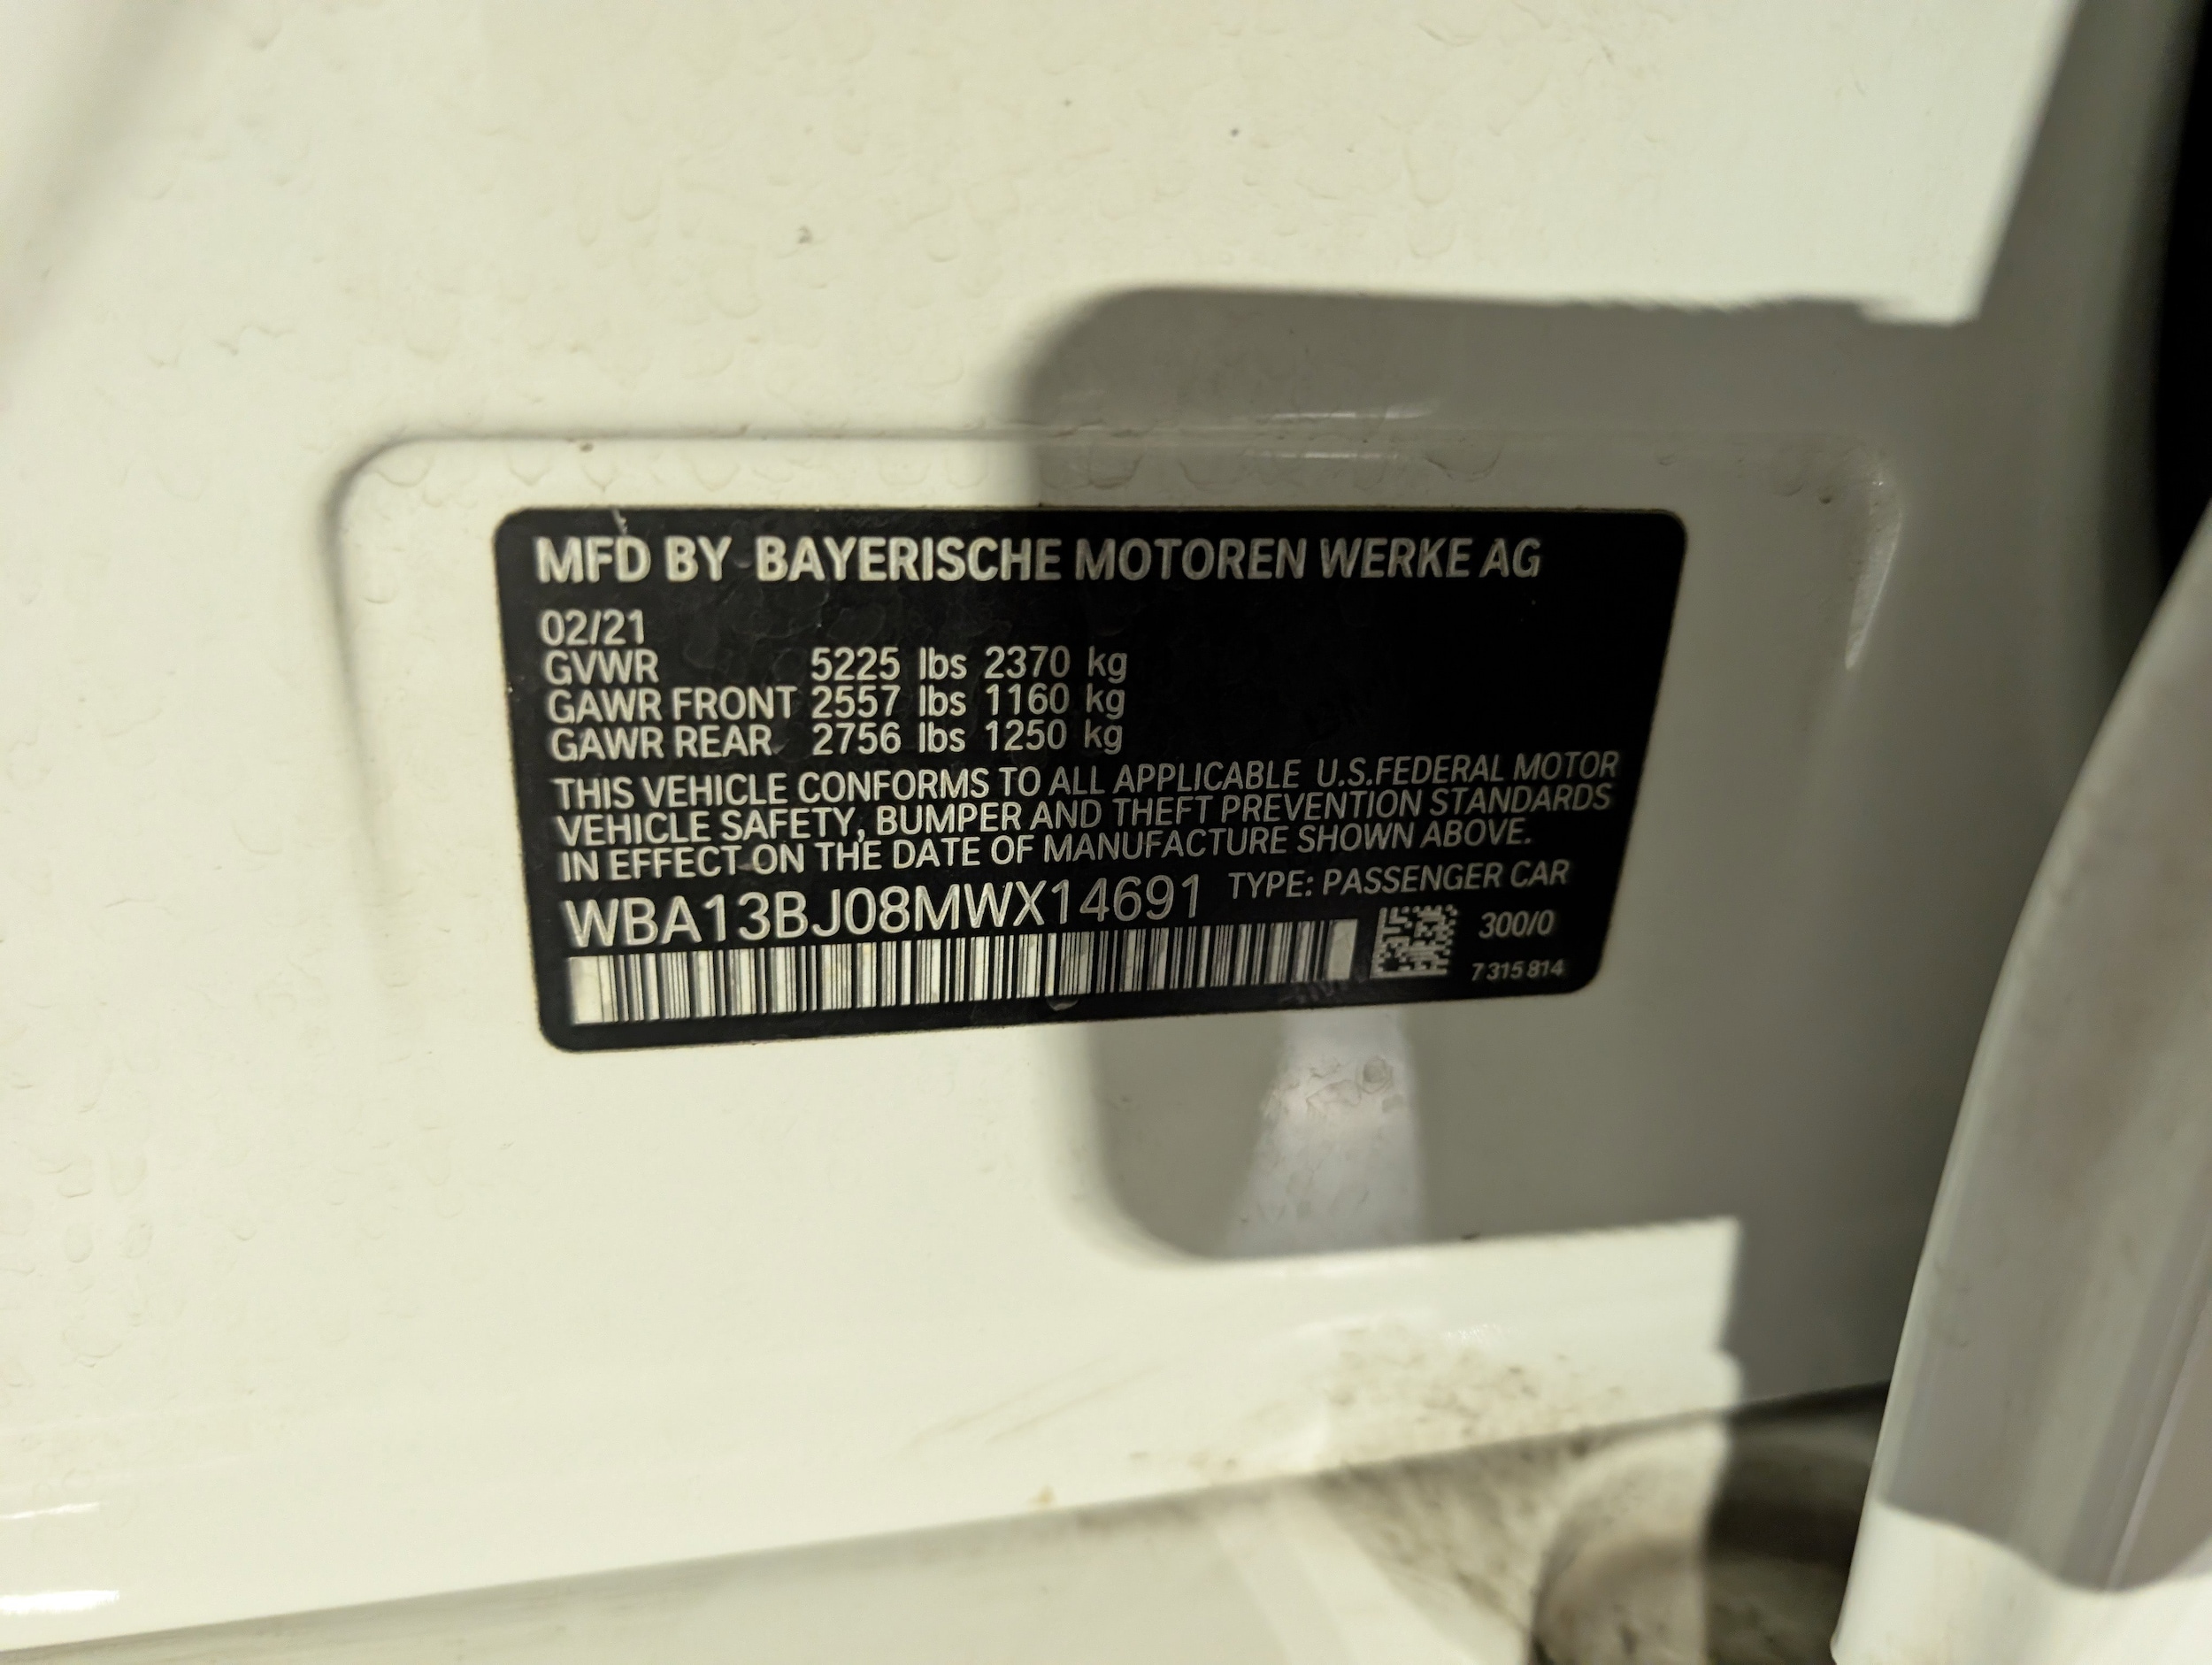 MFD BY BAYERISCHE MOTOREN WERKE AG
02/21
GVWR 5225 lbs 2370 kg
GAWR FRONT 2557 lbs 1160 kg
GAWR REAR 2756 lbs 1250 kg
THIS VEHICLE CONFORMS TO ALL APPLICABLE U.S.FEDERAL MOTOR
VEHICLE SAFETY, BUMPER AND THEFT PREVENTION STANDARDS
IN EFFECT ON THE DATE OF MANUFACTURE SHOWN ABOVE.
WBA13BJ08MWX14691 TYPE: PASSENGER CAR
300/0
7 315 814